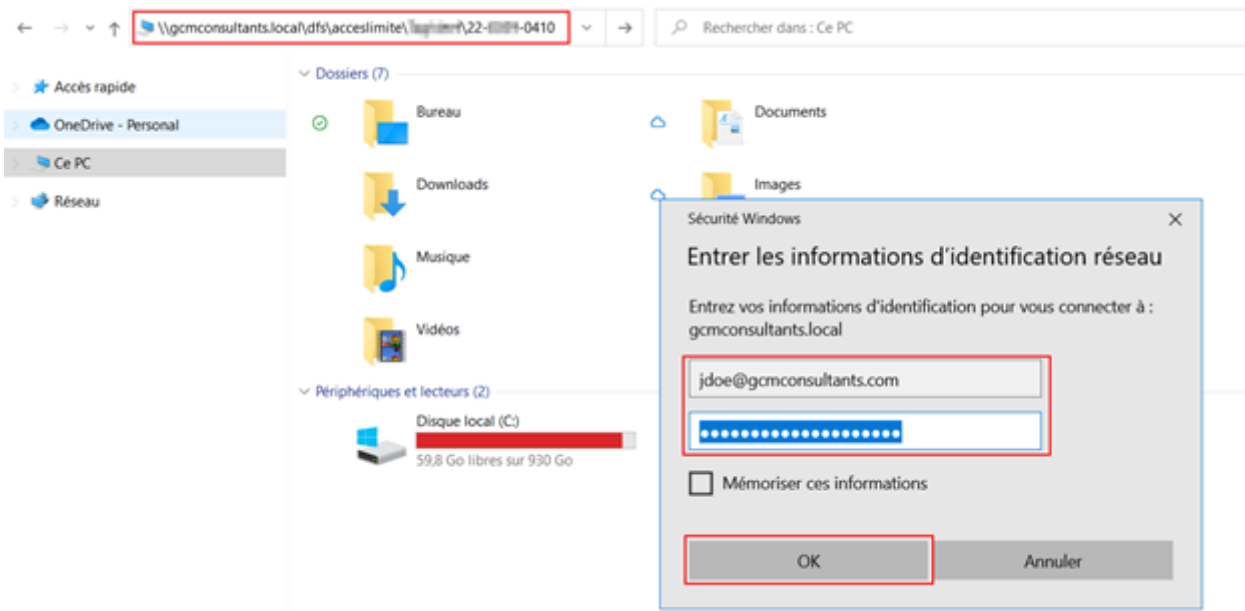 \\gcmconsultants.local\dfs\acceslimite\ \22- -0410
Rechercher dans : Ce PC
Accès rapide
OneDrive - Personal
Ce PC
Réseau
Dossiers (7)
Bureau
Documents
Downloads
Images
Musique
Vidéos
Périphériques et lecteurs (2)
Disque local (C:)
59,8 Go libres sur 930 Go
Sécurité Windows
Entrer les informations d'identification réseau
Entrez vos informations d'identification pour vous connecter à :
gcmconsultants.local
jdoe@gcmconsultants.com
Mémoriser ces informations
OK
Annuler